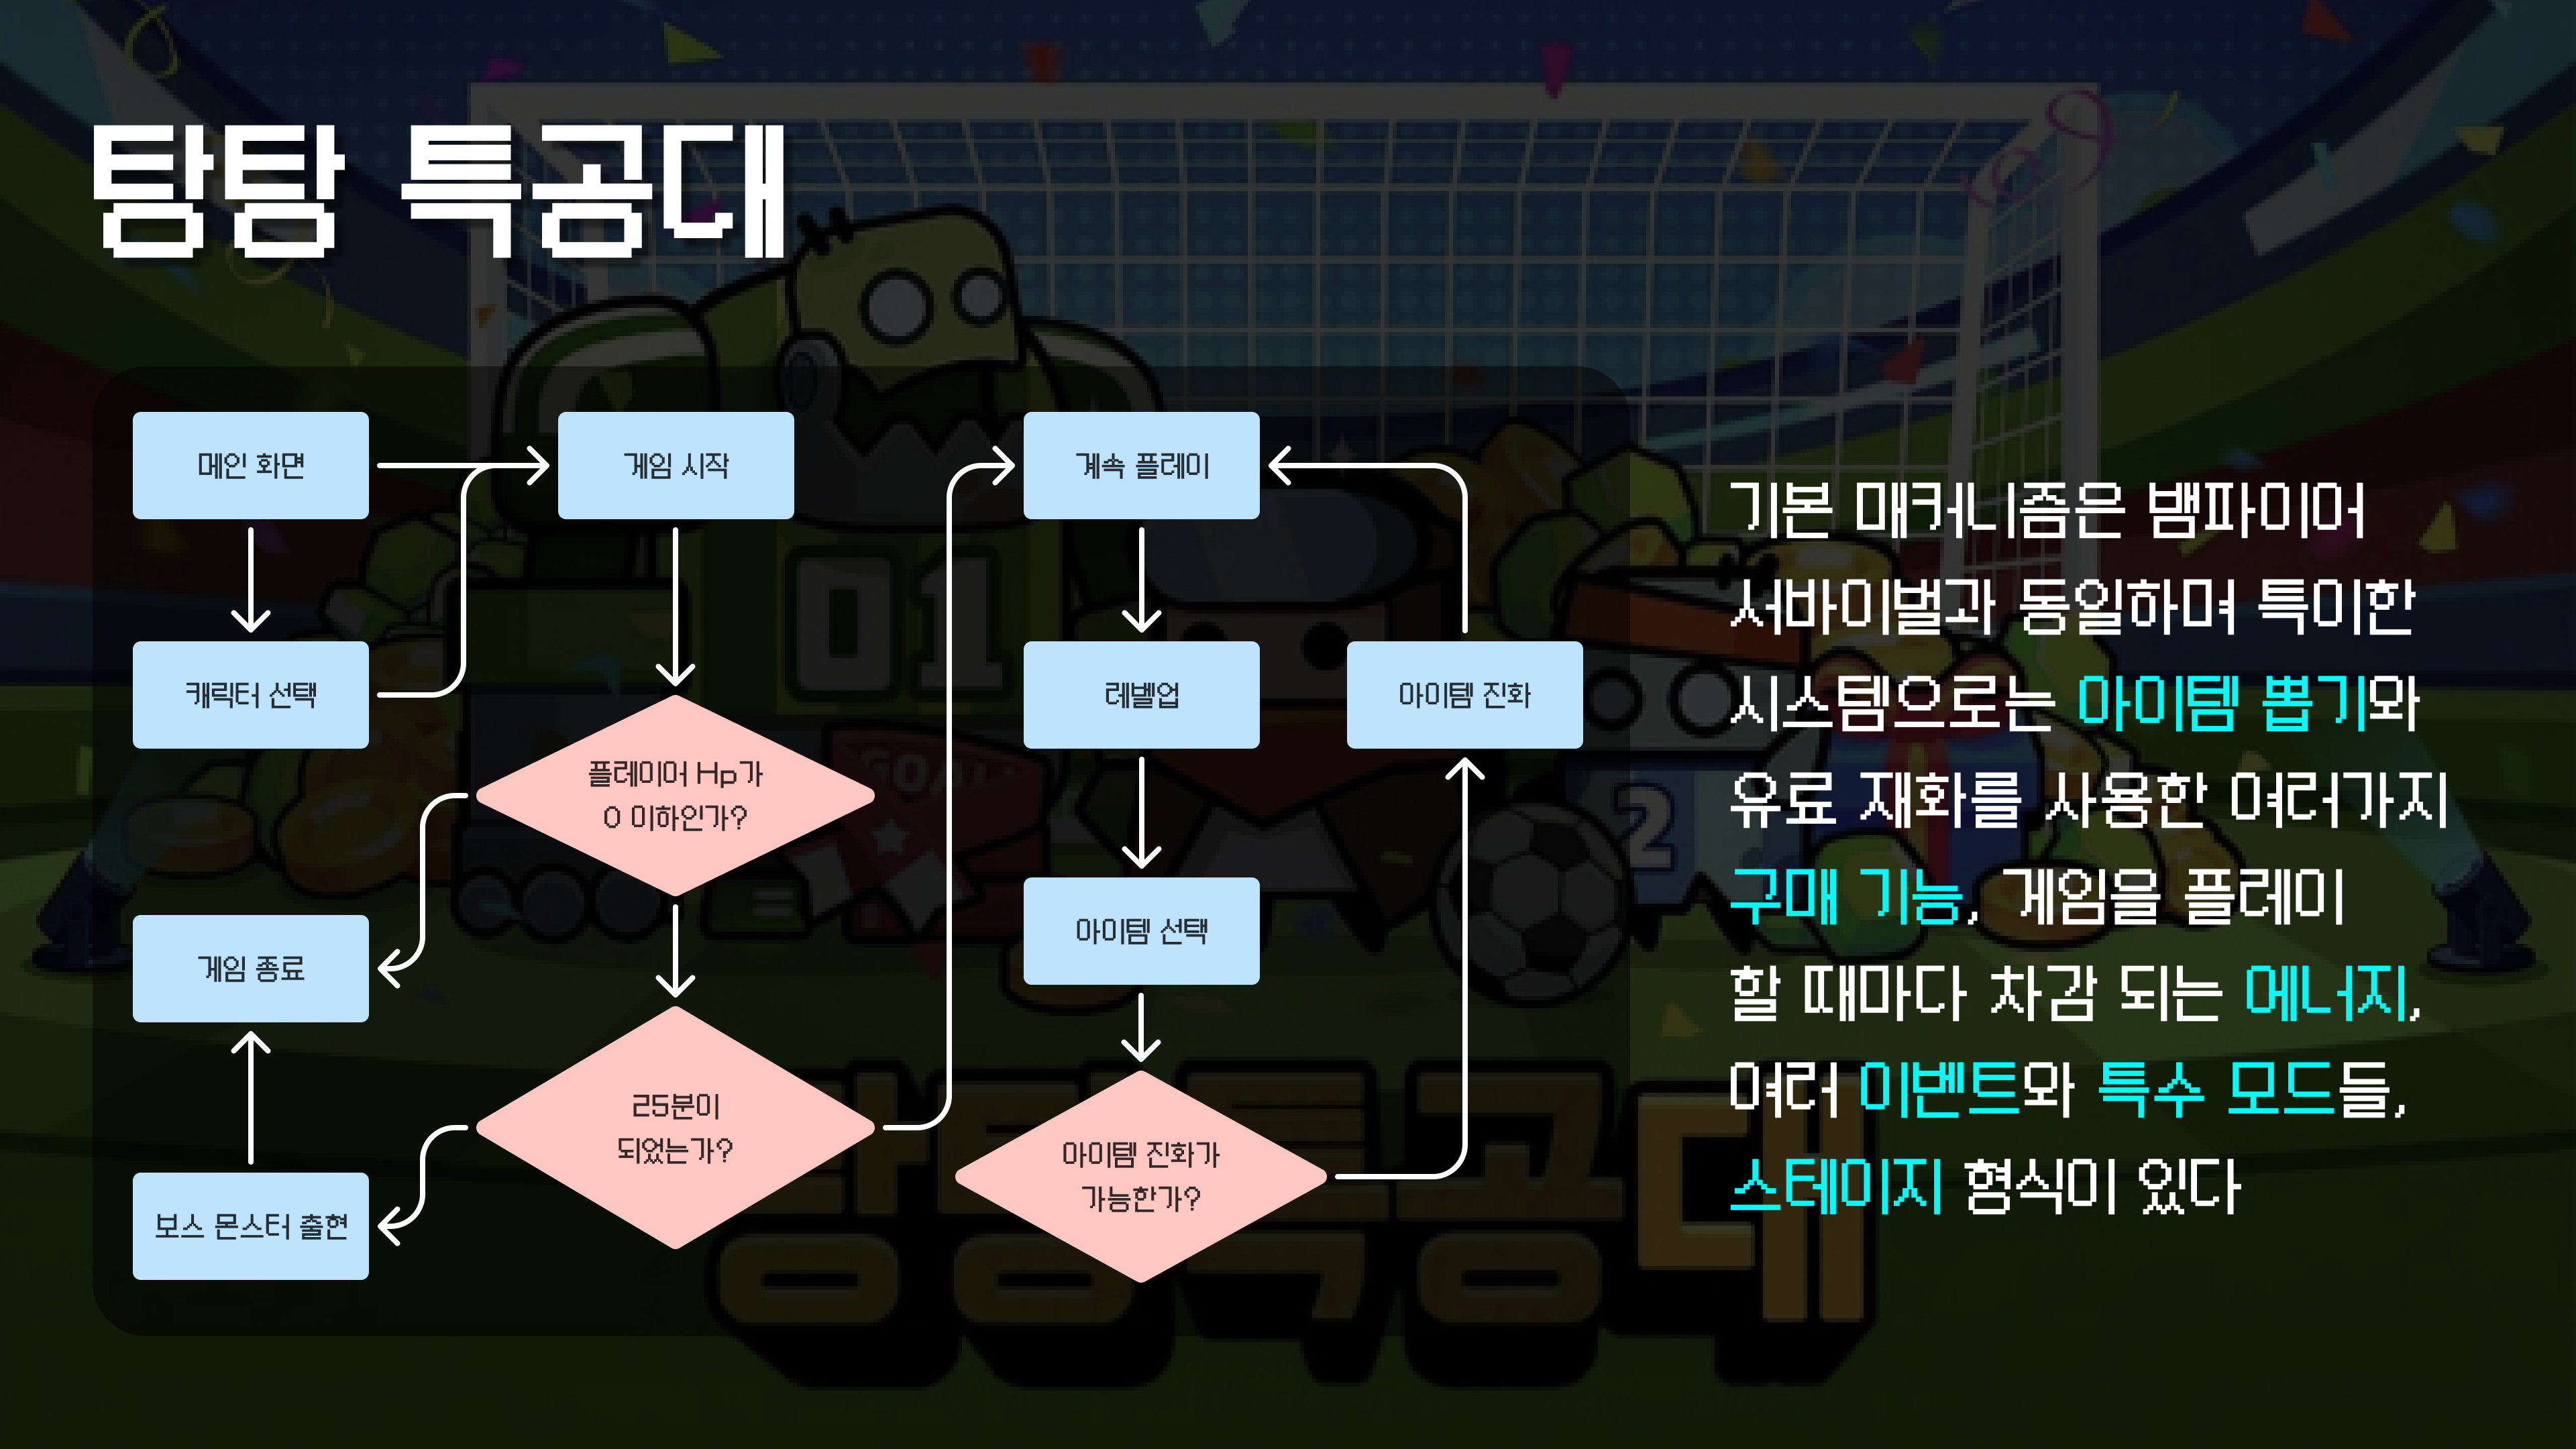 탕탕 특공대
메인 화면
게임 시작
계속 플레이
캐릭터 선택
레벨업
아이템 진화
플레이어 Hp가
0 이하인가?
게임 종료
아이템 선택
25분이
되었는가?
아이템 진화가
가능한가?
보스 몬스터 출현
기본 매커니즘은 뱀파이어
서바이벌과 동일하며 특이한
시스템으로는 아이템 뽑기와
유료 재화를 사용한 여러가지
구매 기능, 게임을 플레이
할 때마다 차감 되는 에너지,
여러 이벤트와 특수 모드들,
스테이지 형식이 있다
01
GOAL
2
탕탕특공대